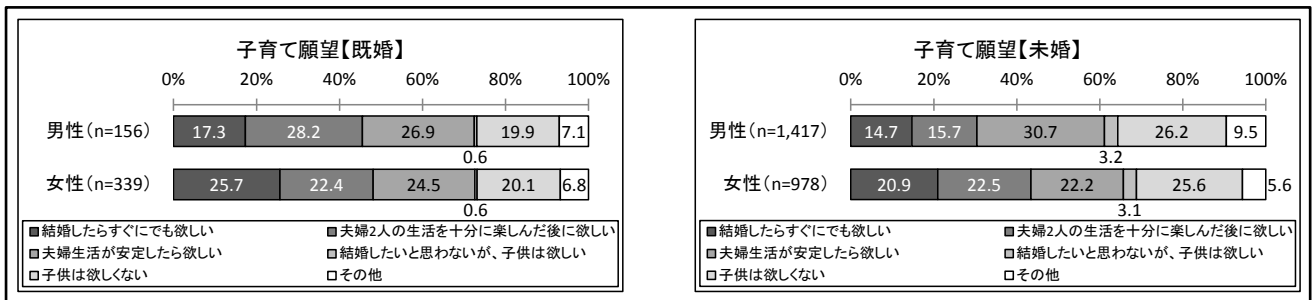 子育て願望【既婚】
0% 20% 40% 60% 80% 100%
男性(n=156) 17.3 28.2 26.9 0.6 19.9 7.1
女性(n=339) 25.7 22.4 24.5 0.6 20.1 6.8
■結婚したらすぐにでも欲しい ■夫婦2人の生活を十分に楽しんだ後に欲しい
■夫婦生活が安定したら欲しい ■結婚したいと思わないが、子供は欲しい
□子供は欲しくない □その他
子育て願望【未婚】
0% 20% 40% 60% 80% 100%
男性(n=1,417) 14.7 15.7 30.7 3.2 26.2 9.5
女性(n=978) 20.9 22.5 22.2 3.1 25.6 5.6
■結婚したらすぐにでも欲しい ■夫婦2人の生活を十分に楽しんだ後に欲しい
■夫婦生活が安定したら欲しい ■結婚したいと思わないが、子供は欲しい
□子供は欲しくない □その他